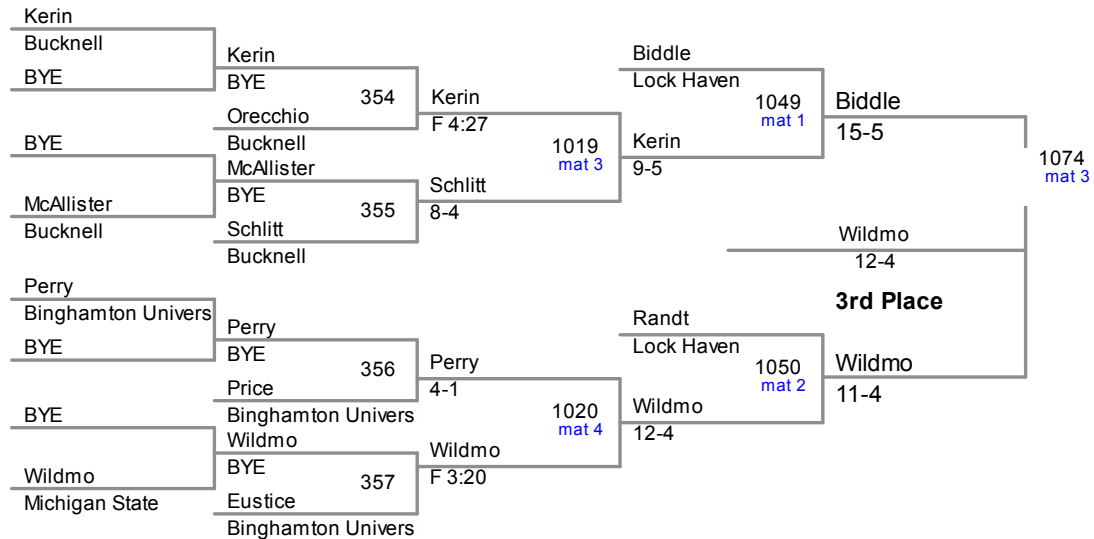 Kerin
Bucknell
BYE
BYE
McAllister
Bucknell
Perry
Binghamton Univers
BYE
BYE
Wildmo
Michigan State
Kerin
BYE
354
Orecchio
Bucknell
McAllister
BYE
355
Schlitt
Bucknell
Perry
BYE
356
Price
Binghamton Univers
Wildmo
BYE
357
Eustice
Binghamton Univers
Kerin
F 4:27
1019
mat 3
Schlitt
8-4
Perry
4-1
1020
mat 4
Wildmo
F 3:20
Biddle
Lock Haven
1049
mat 1
Kerin
9-5
Randt
Lock Haven
1050
mat 2
Wildmo
12-4
Biddle
15-5
1074
mat 3
Wildmo
12-4
3rd Place
Wildmo
11-4